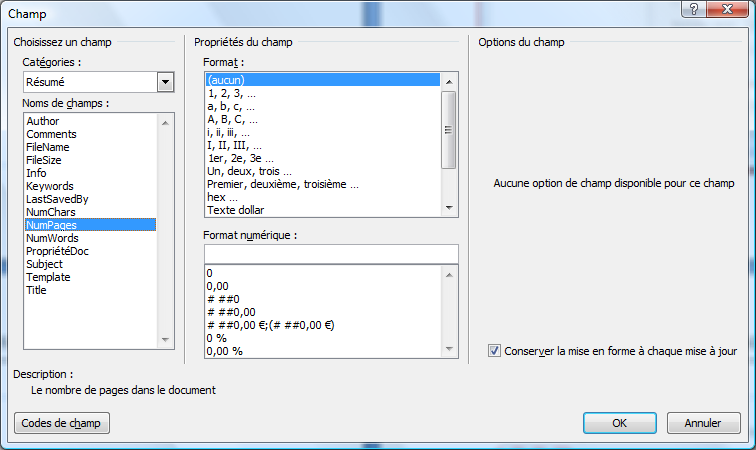 Champ
Choisissez un champ
Catégories :
Résumé
Noms de champs :
Author
Comments
FileName
FileSize
Info
Keywords
LastSavedBy
NumChars
NumPages
NumWords
PropriétéDoc
Subject
Template
Title
Propriétés du champ
Format :
(aucun)
1, 2, 3, ...
a, b, c, ...
A, B, C, ...
i, ii, iii, ...
I, II, III, ...
1er, 2e, 3e ...
Un, deux, trois ...
Premier, deuxième, troisième ...
hex ...
Texte dollar
Format numérique :
0
0,00
# ##0
# ##0,00
# ##0,00 €;(# ##0,00 €)
0 %
0,00 %
Options du champ
Aucune option de champ disponible pour ce champ
Conserver la mise en forme à chaque mise à jour
Description :
Le nombre de pages dans le document
Codes de champ
OK
Annuler